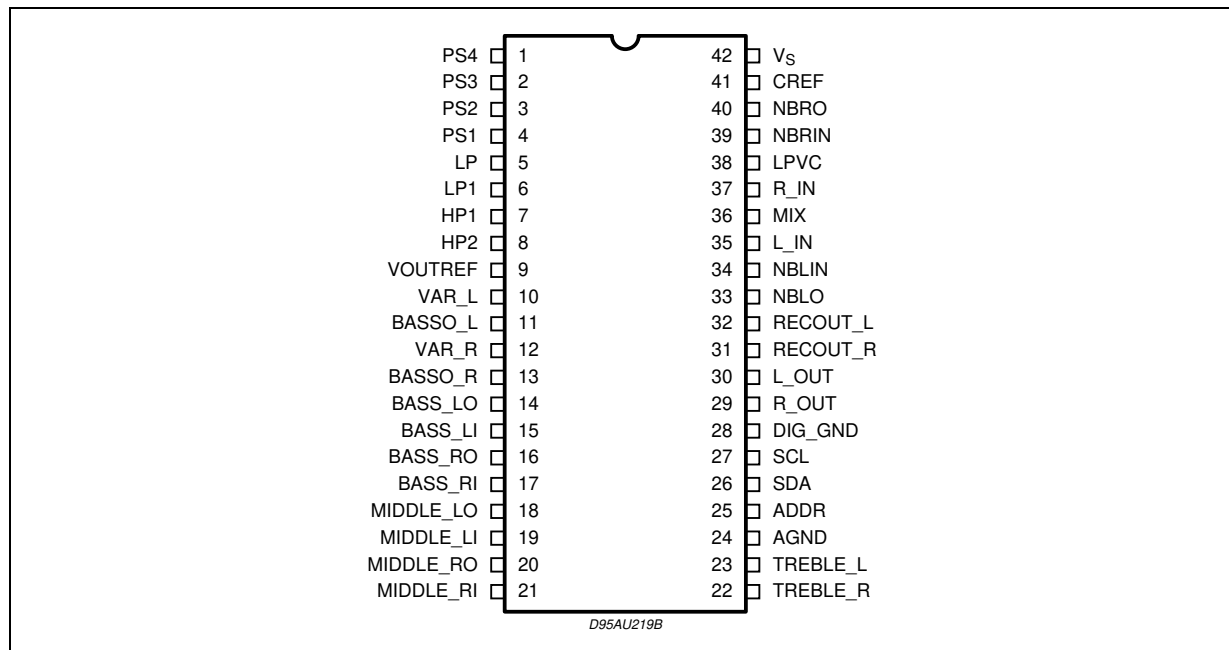 PS4 1 42 VS
PS3 2 41 CREF
PS2 3 40 NBRO
PS1 4 39 NBRIN
LP 5 38 LPVC
LP1 6 37 R_IN
HP1 7 36 MIX
HP2 8 35 L_IN
VOUTREF 9 34 NBLIN
VAR_L 10 33 NBLO
BASSO_L 11 32 RECOUT_L
VAR_R 12 31 RECOUT_R
BASSO_R 13 30 L_OUT
BASS_LO 14 29 R_OUT
BASS_LI 15 28 DIG_GND
BASS_RO 16 27 SCL
BASS_RI 17 26 SDA
MIDDLE_LO 18 25 ADDR
MIDDLE_LI 19 24 AGND
MIDDLE_RO 20 23 TREBLE_L
MIDDLE_RI 21 22 TREBLE_R
D95AU219B